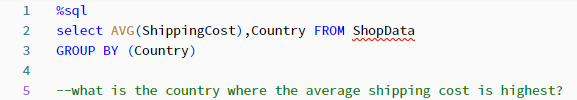 1 %sql
2 select AVG(ShippingCost),Country FROM ShopData
3 GROUP BY (Country)
4
5 --what is the country where the average shipping cost is highest?